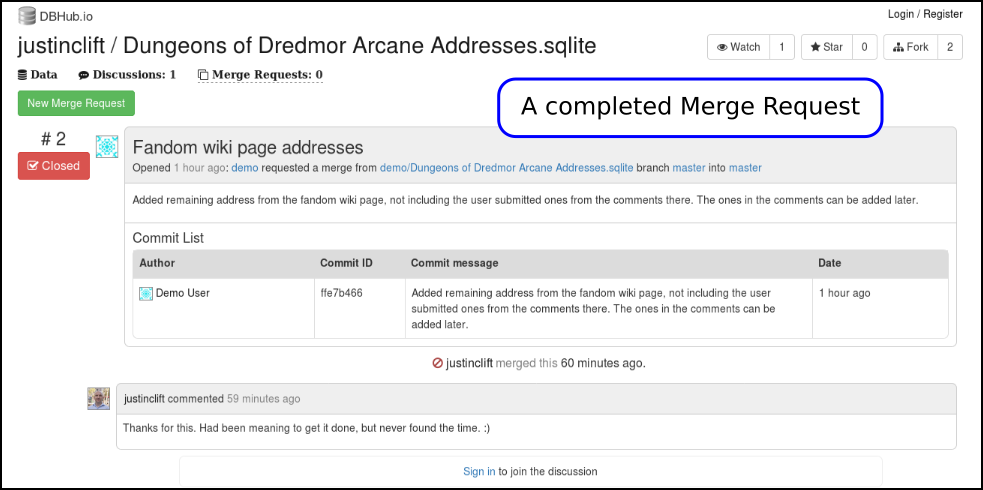 DBHub.io
Login / Register
justinclift / Dungeons of Dredmor Arcane Addresses.sqlite
Watch 1 Star 0 Fork 2
Data Discussions: 1 Merge Requests: 0
New Merge Request
A completed Merge Request
# 2
Closed
Fandom wiki page addresses
Opened 1 hour ago: demo requested a merge from demo/Dungeons of Dredmor Arcane Addresses.sqlite branch master into master
Added remaining address from the fandom wiki page, not including the user submitted ones from the comments there. The ones in the comments can be added later.
Commit List
Author Commit ID Commit message Date
Demo User ffe7b466 Added remaining address from the fandom wiki page, not including the user 1 hour ago
submitted ones from the comments there. The ones in the comments can be
added later.
justinclift merged this 60 minutes ago.
justinclift commented 59 minutes ago
Thanks for this. Had been meaning to get it done, but never found the time. :)
Sign in to join the discussion